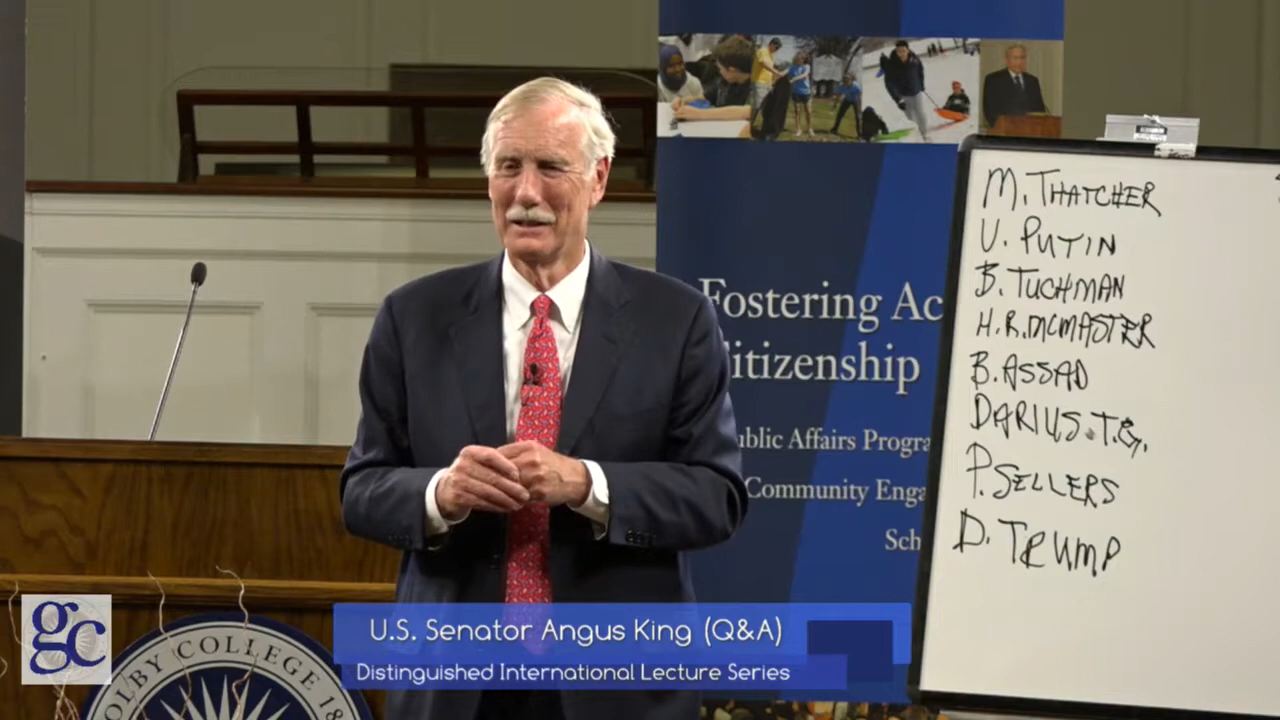 M. THATCHER
V. PUTIN
B. TUCHMAN
H.R. MCMASTER
B. ASSAD
DARIUS T.G.
P. SELLERS
D. TRUMP
Fostering Ac
itizenship
ublic Affairs Progra
Community Enga
Sch
U.S. Senator Angus King (Q&A)
Distinguished International Lecture Series
gc
OLBY COLLEGE 18